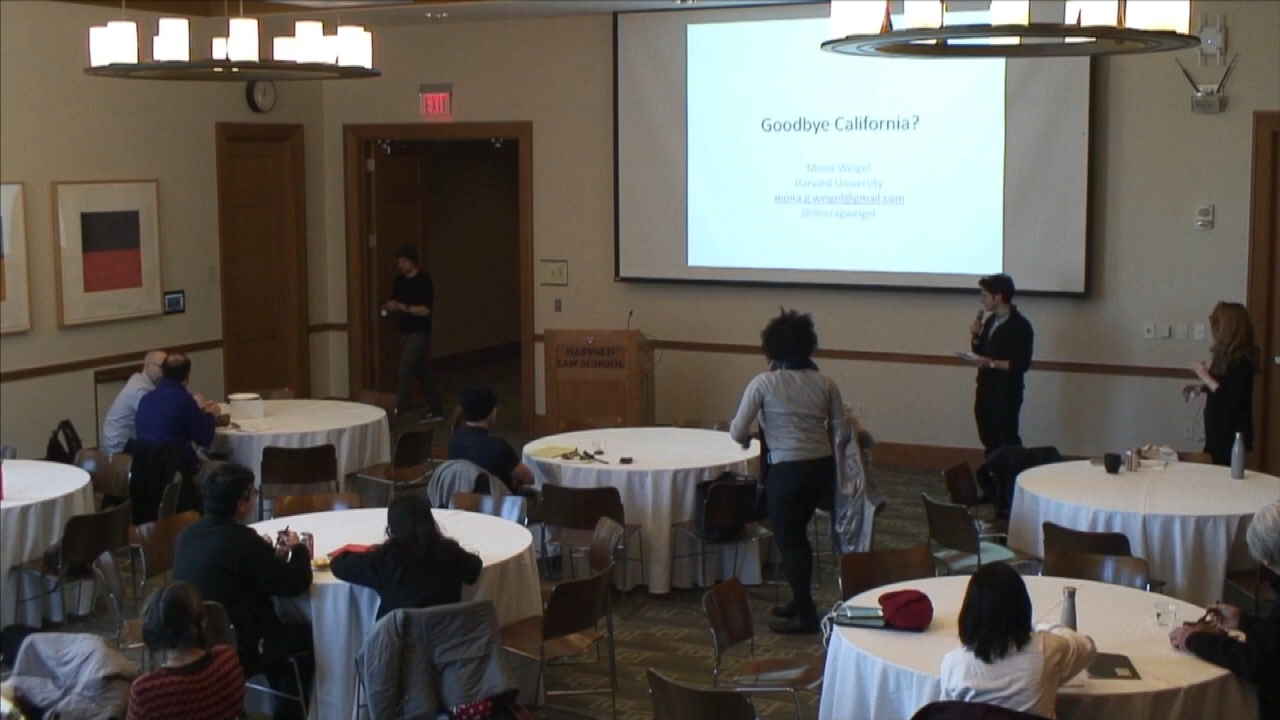 EXIT
Goodbye California?
Moira Weigel
Harvard University
moira.g.weigel@gmail.com
@moiragweigel
HARVARD
LAW SCHOOL